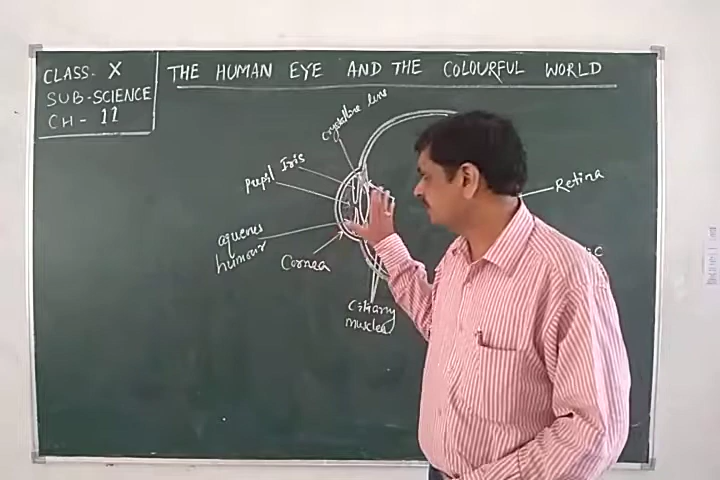 CLASS- X
SUB-SCIENCE
CH- 11
THE HUMAN EYE AND THE COLOURFUL WORLD
Crystalline line
Iris
Pupil
aqueous
humour
Cornea
Ciliary
muscles
Retina
C